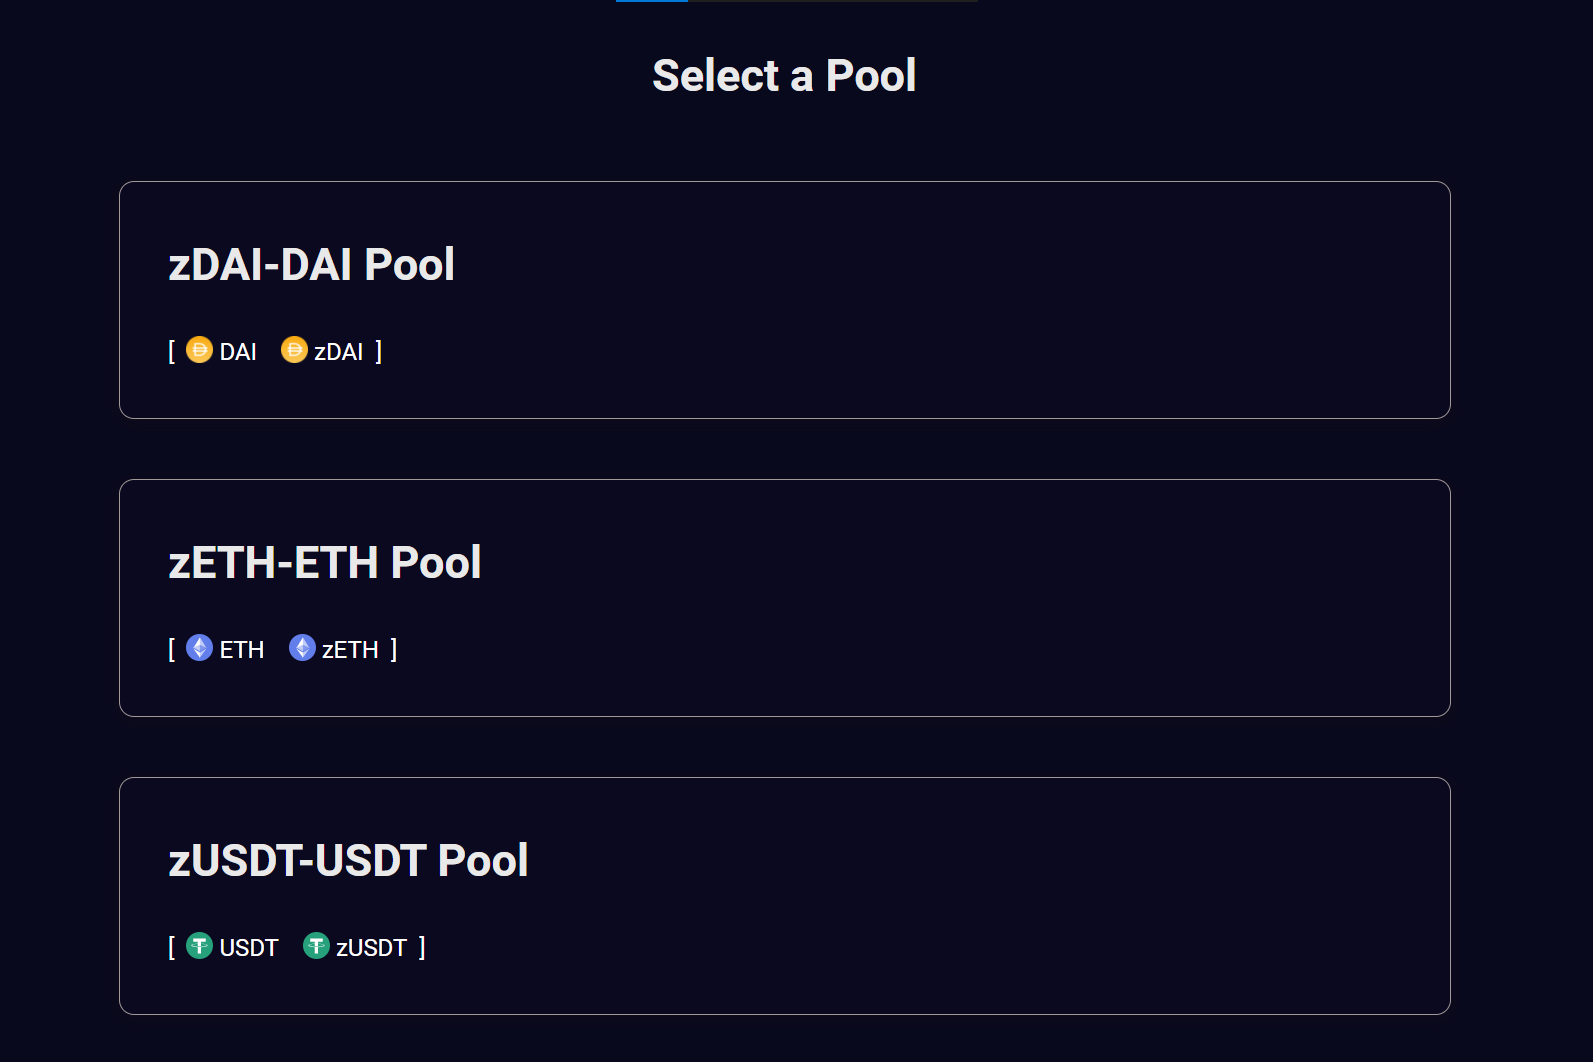 Select a Pool
zDAI-DAI Pool
[ DAI zDAI ]
zETH-ETH Pool
[ ETH zETH ]
zUSDT-USDT Pool
[ USDT zUSDT ]